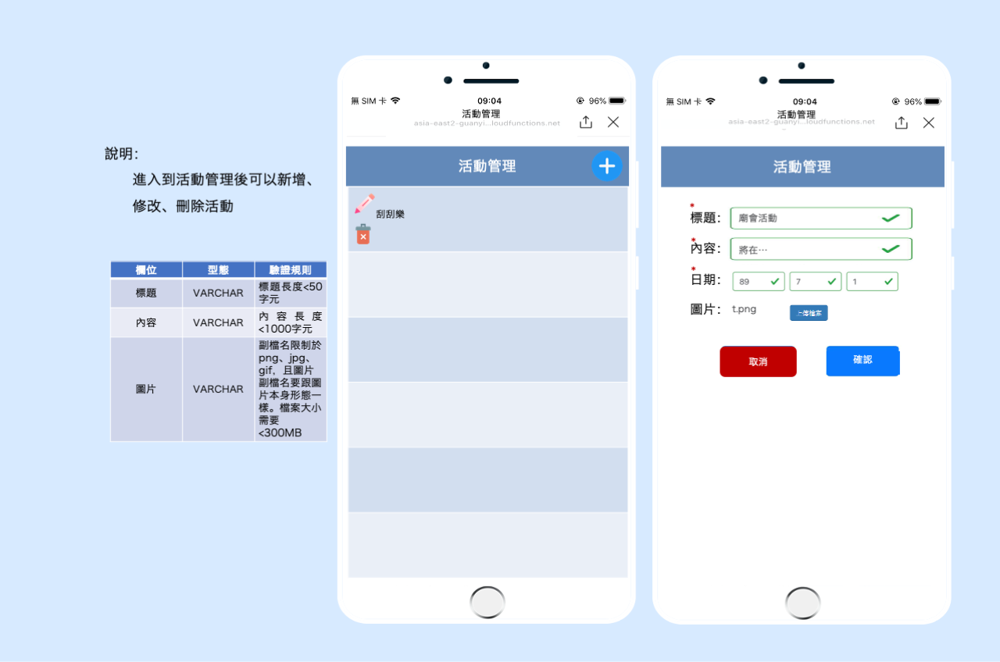 說明:
進入到活動管理後可以新增、
修改、刪除活動
欄位 型態 驗證規則
標題 VARCHAR 標題長度<50
字元
內容 VARCHAR 內容長度
<1000字元
圖片 VARCHAR 副檔名限制於
png、jpg、
gif，且圖片
副檔名要跟圖
片本身形態一
樣。檔案大小
需要
<300MB
無 SIM 卡 09:04 96%
活動管理
asia-east2-guanyi...loudfunctions.net
活動管理
刮刮樂
無 SIM 卡 09:04 96%
活動管理
asia-east2-guanyi...loudfunctions.net
活動管理
*
標題: 廟會活動
*
內容: 將在…
*
日期: 89 7 1
圖片: t.png 上傳檔案
取消 確認